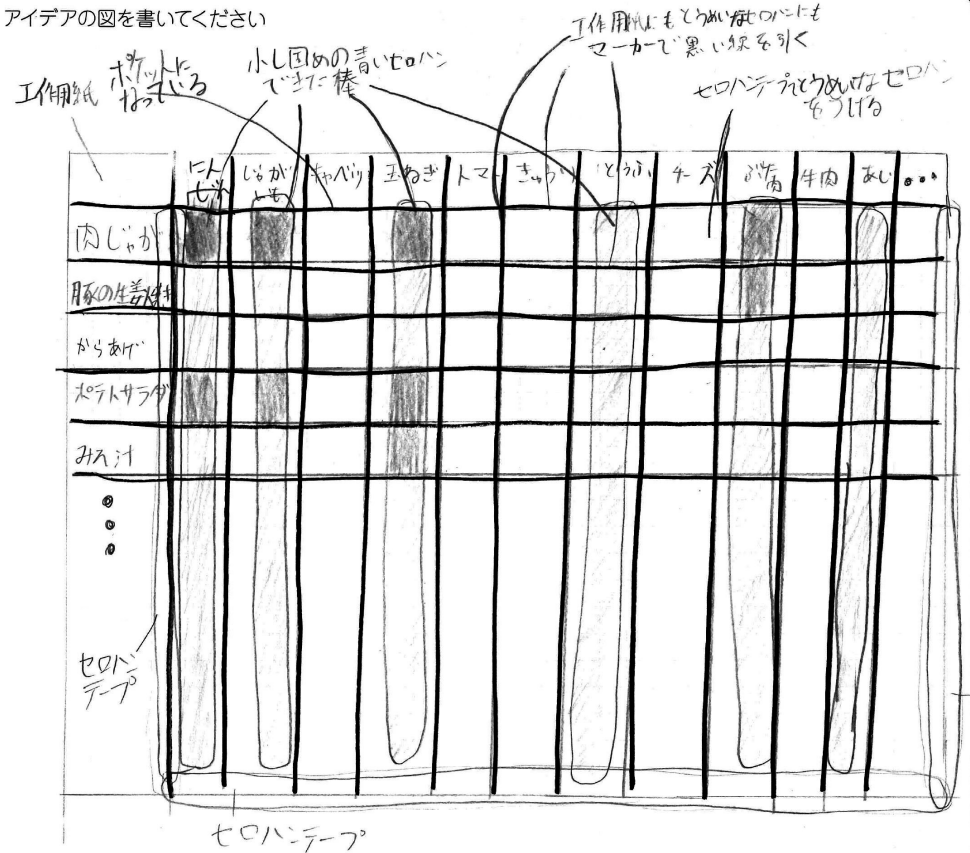 アイデアの図を書いてください
工作用紙にもとうめいなセロハンにも
マーカーで黒い線を引く
ポケットに
なっている
小し固めの青いセロハン
できた棒
工作用紙
セロハンテープでとうめいなセロハン
をつける
にんじん じゃがいも キャベツ 玉ねぎ トマー きゅうり とうふ チーズ ぶた肉 牛肉 あじ ...
肉じゃが
豚の生姜焼き
からあげ
ポテトサラダ
みそ汁
セロハン
テープ
セロハンテープ